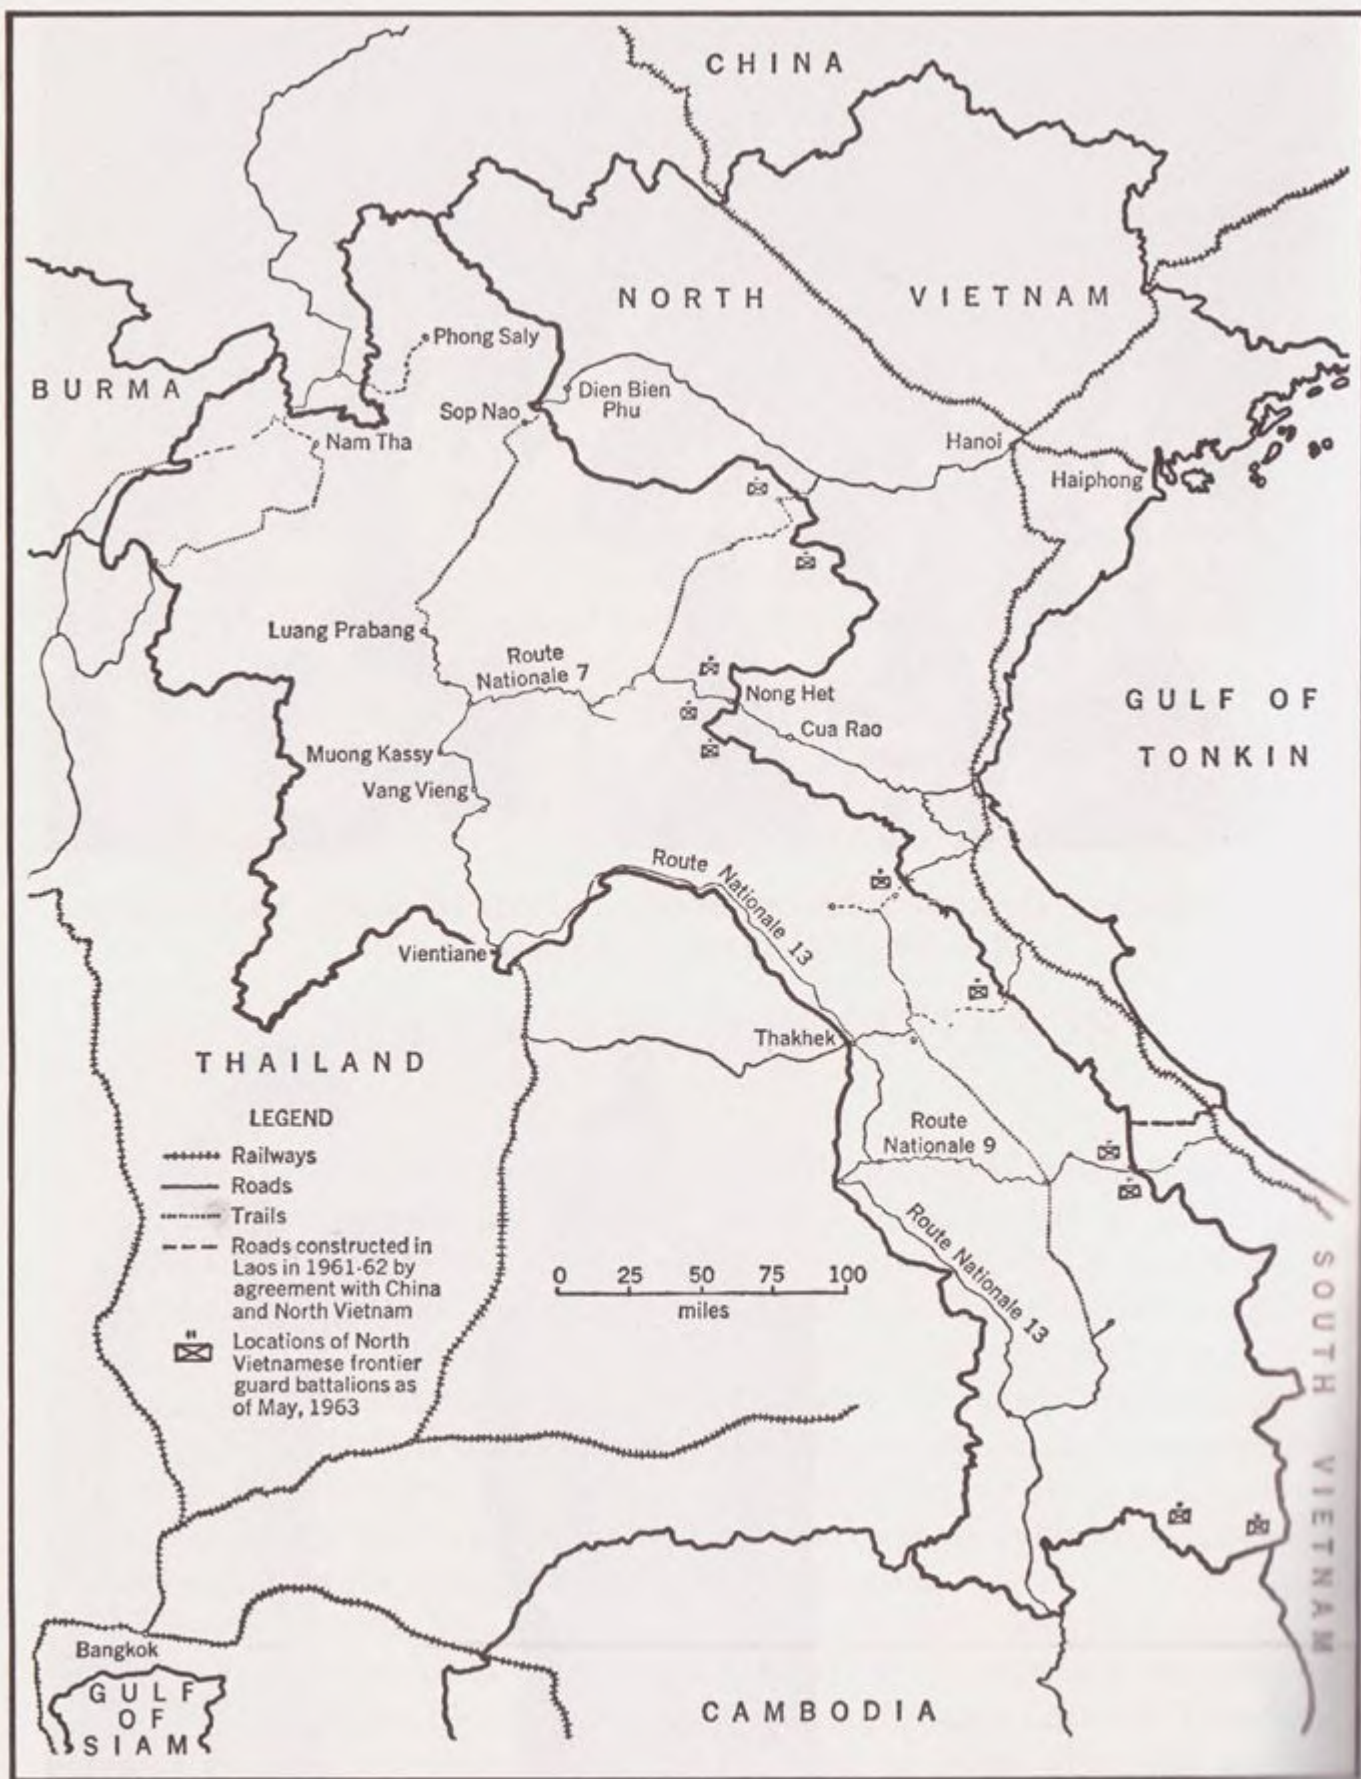 CHINA
NORTH VIETNAM
BURMA
Phong Saly
Dien Bien
Phu
Sop Nao
Nam Tha
Hanoi
Haiphong
Luang Prabang
Route
Nationale 7
Nong Het
Cua Rao
GULF OF
TONKIN
Muong Kassy
Vang Vieng
Route Nationale 13
Vientiane
Thakhek
THAILAND
Route
Nationale 9
Route Nationale 13
LEGEND
Railways
Roads
Trails
Roads constructed in
Laos in 1961-62 by
agreement with China
and North Vietnam
Locations of North
Vietnamese frontier
guard battalions as
of May, 1963
0 25 50 75 100
miles
SOUTH VIETNAM
Bangkok
GULF
OF
SIAM
CAMBODIA